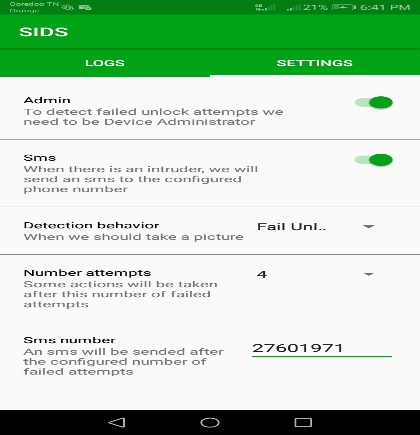 Ooredoo TN
Orange
21% 6:41 PM
SIDS
LOGS SETTINGS
Admin
To detect failed unlock attempts we
need to be Device Administrator
Sms
When there is an intruder, we will
send an sms to the configured
phone number
Detection behavior
When we should take a picture
Fail Unl..
Number attempts
Some actions will be taken
after this number of failed
attempts
4
Sms number
An sms will be sended after
the configured number of
failed attempts
27601971